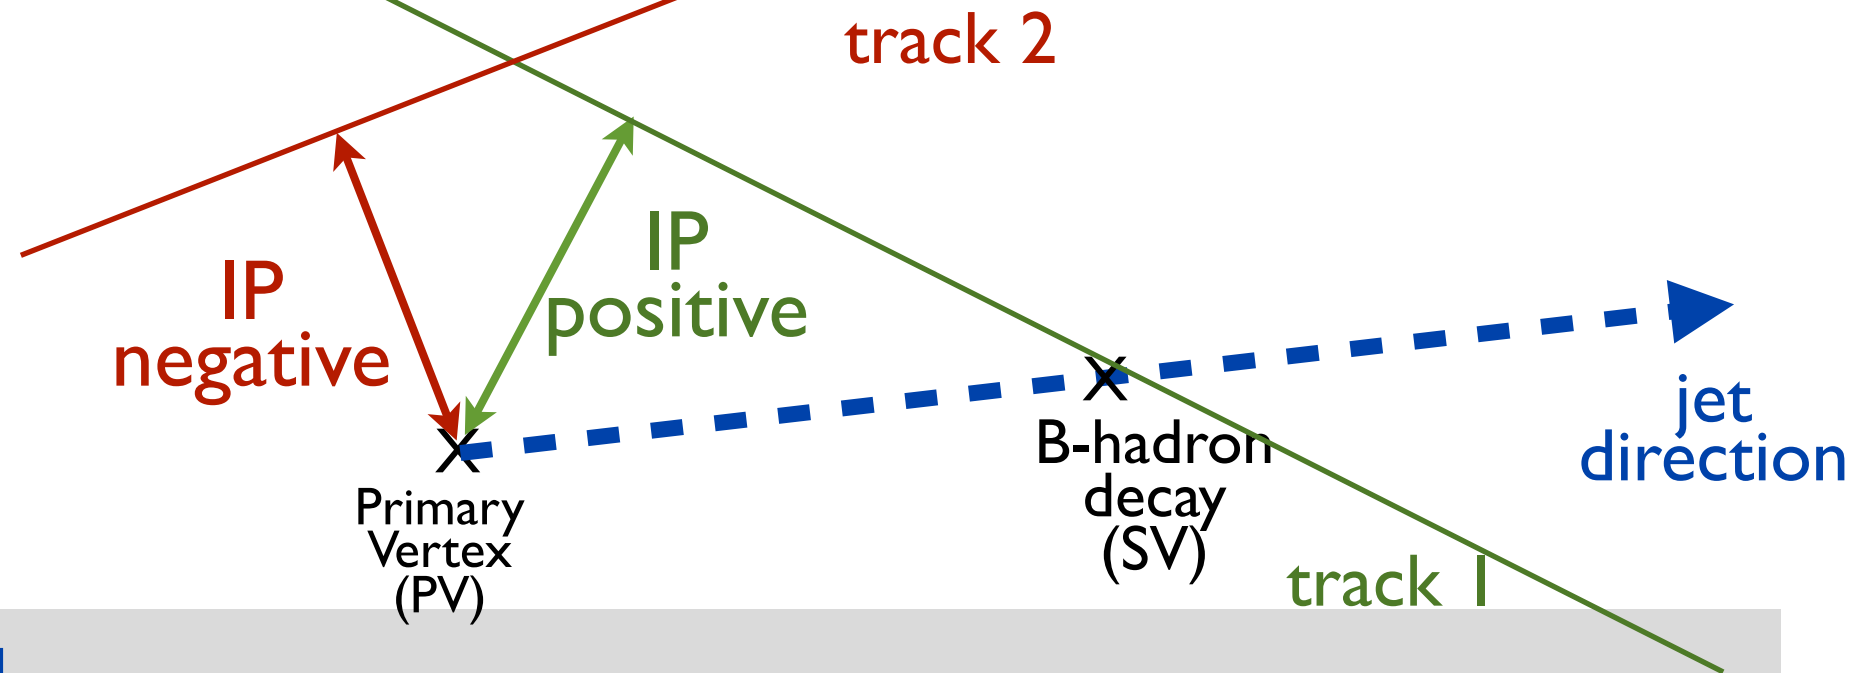 track 2
IP
positive
IP
negative
jet
direction
B-hadron
decay
(SV)
Primary
Vertex
(PV)
track 1